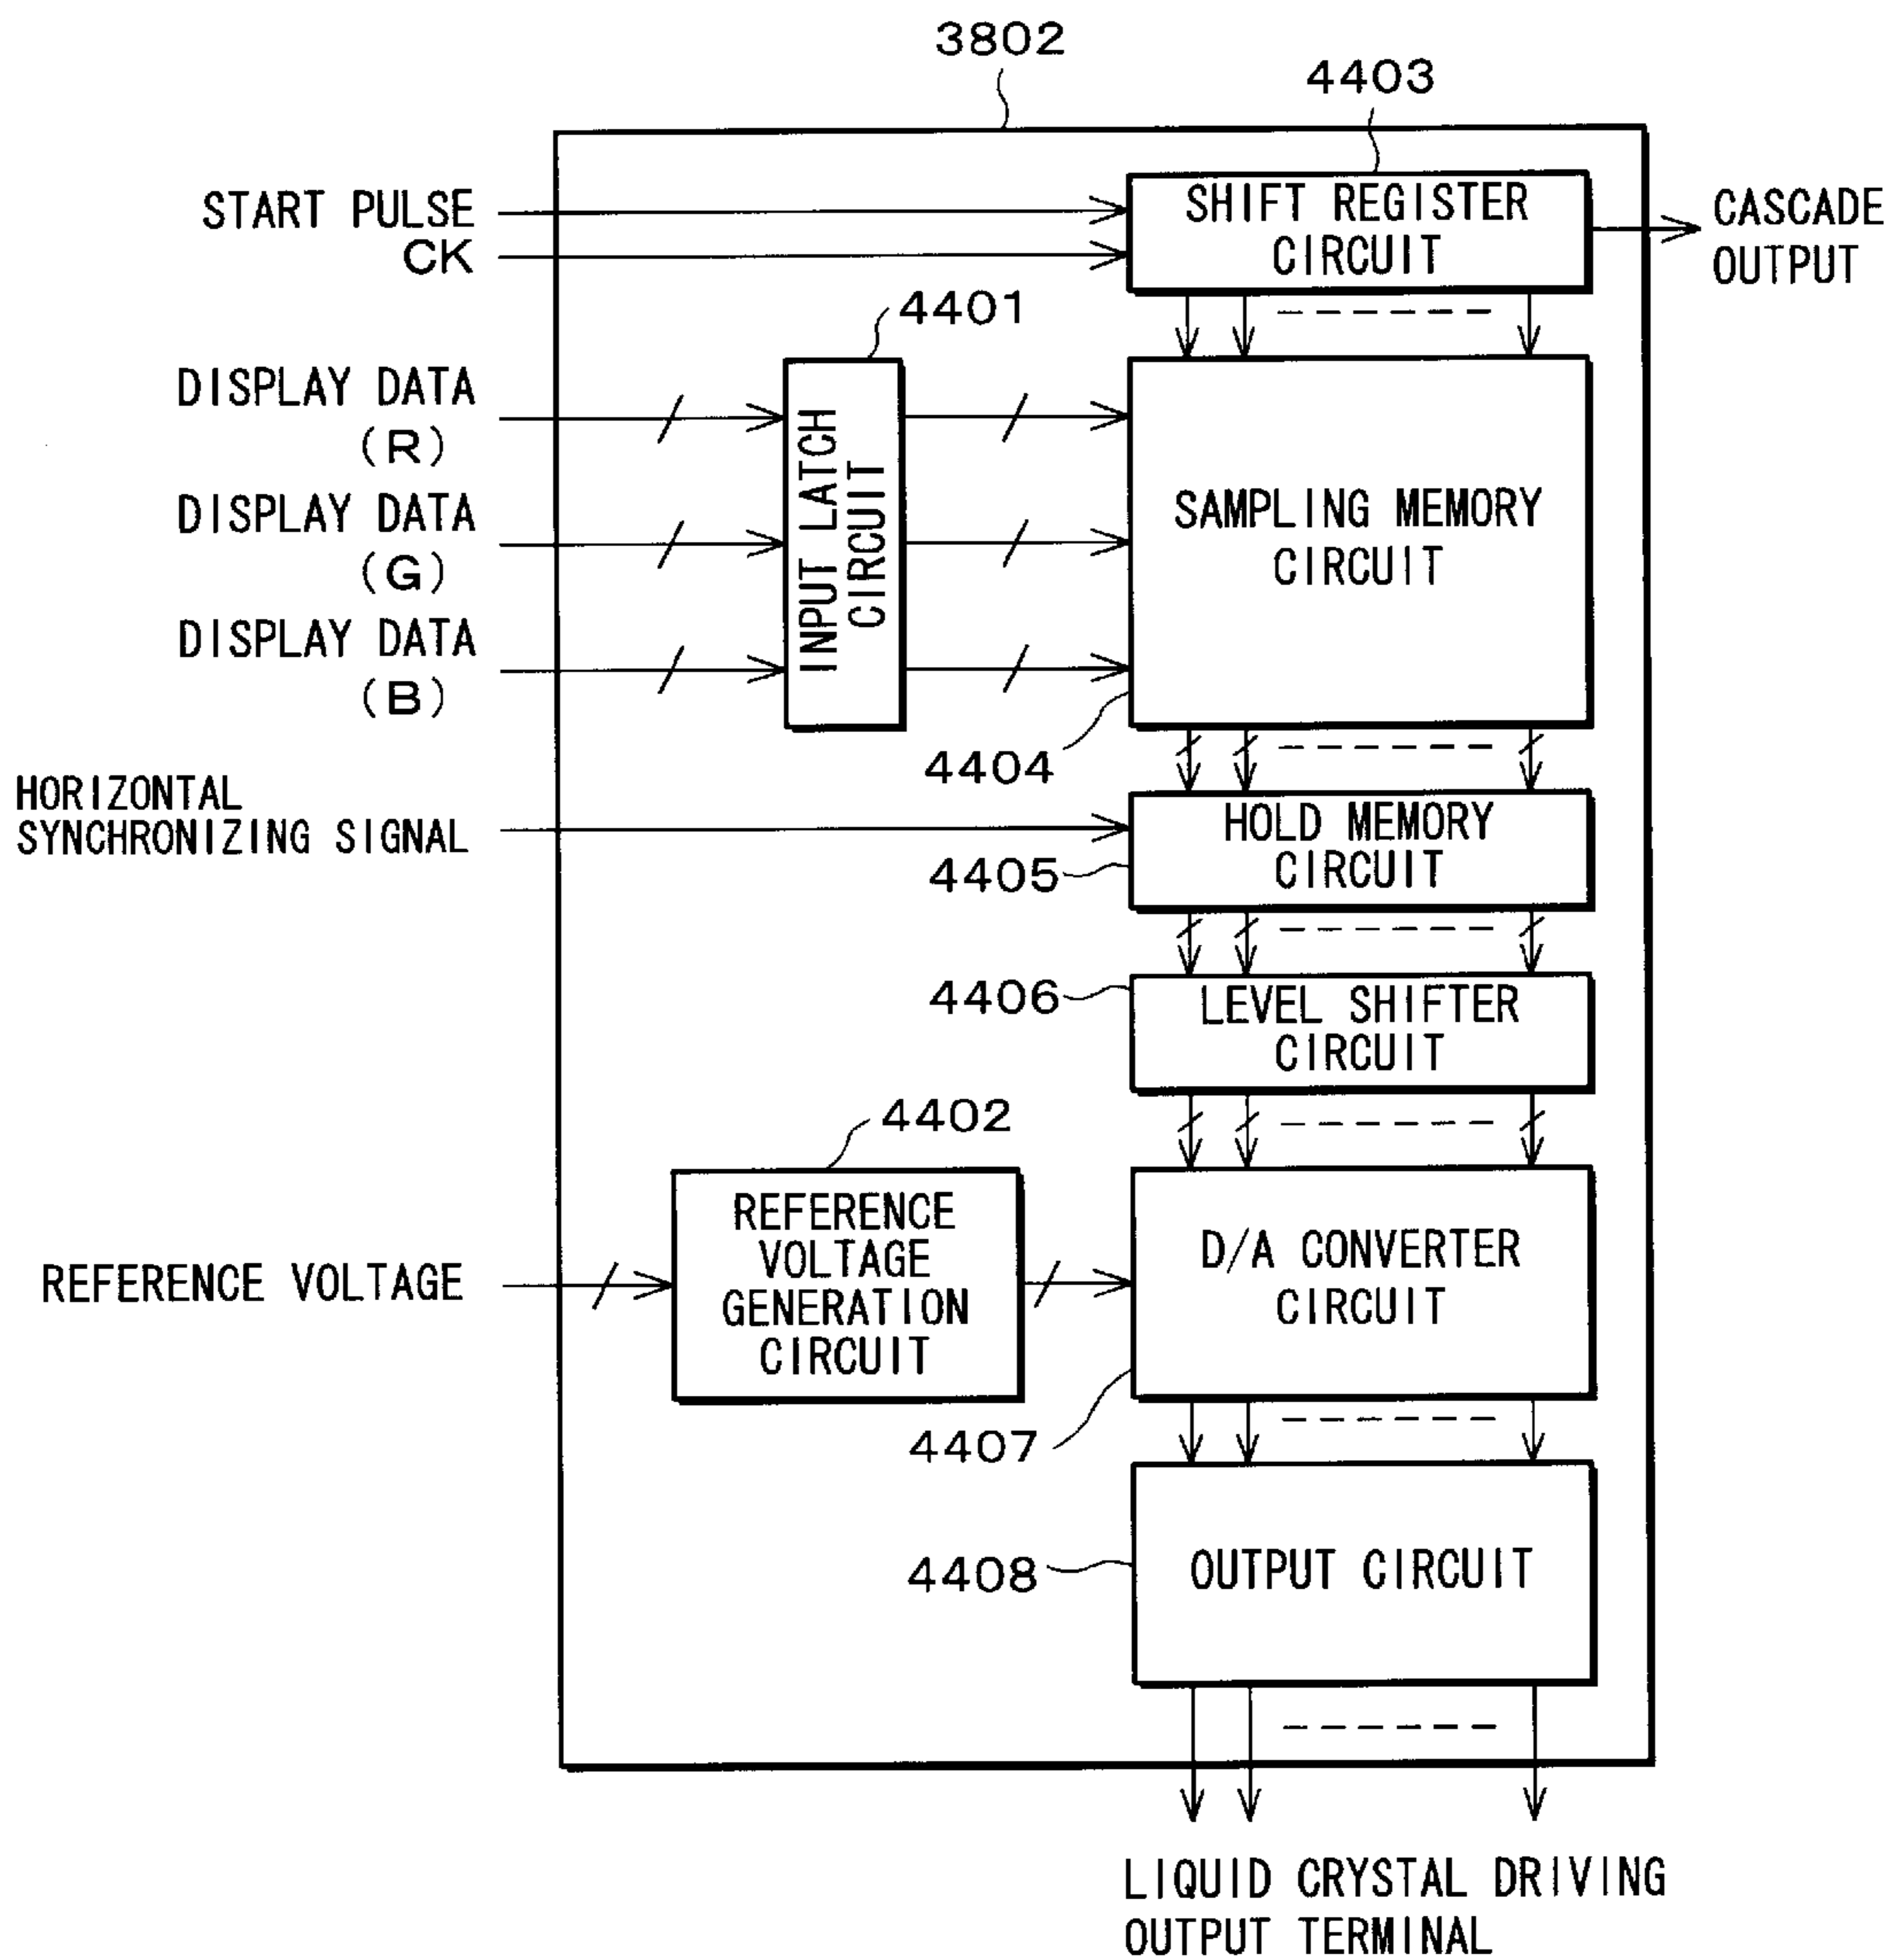 3802
4403
START PULSE
CK
SHIFT REGISTER
CIRCUIT
CASCADE
OUTPUT
4401
DISPLAY DATA
(R)
DISPLAY DATA
(G)
DISPLAY DATA
(B)
INPUT LATCH
CIRCUIT
SAMPLING MEMORY
CIRCUIT
4404
HORIZONTAL
SYNCHRONIZING SIGNAL
HOLD MEMORY
CIRCUIT
4405
4406
LEVEL SHIFTER
CIRCUIT
4402
REFERENCE VOLTAGE
REFERENCE
VOLTAGE
GENERATION
CIRCUIT
D/A CONVERTER
CIRCUIT
4407
4408
OUTPUT CIRCUIT
LIQUID CRYSTAL DRIVING
OUTPUT TERMINAL